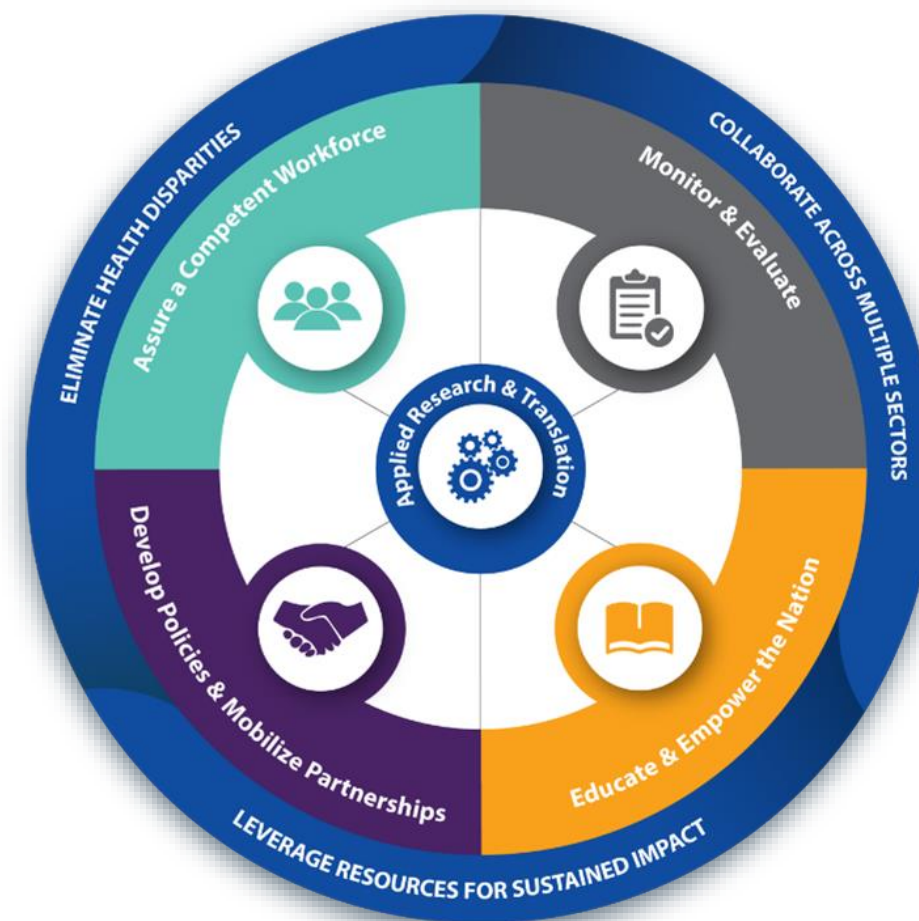 ELIMINATE HEALTH DISPARITIES
COLLABORATE ACROSS MULTIPLE SECTORS
Assure a Competent Workforce
Monitor & Evaluate
Applied Research & Translation
Develop Policies & Mobilize Partnerships
Educate & Empower the Nation
LEVERAGE RESOURCES FOR SUSTAINED IMPACT